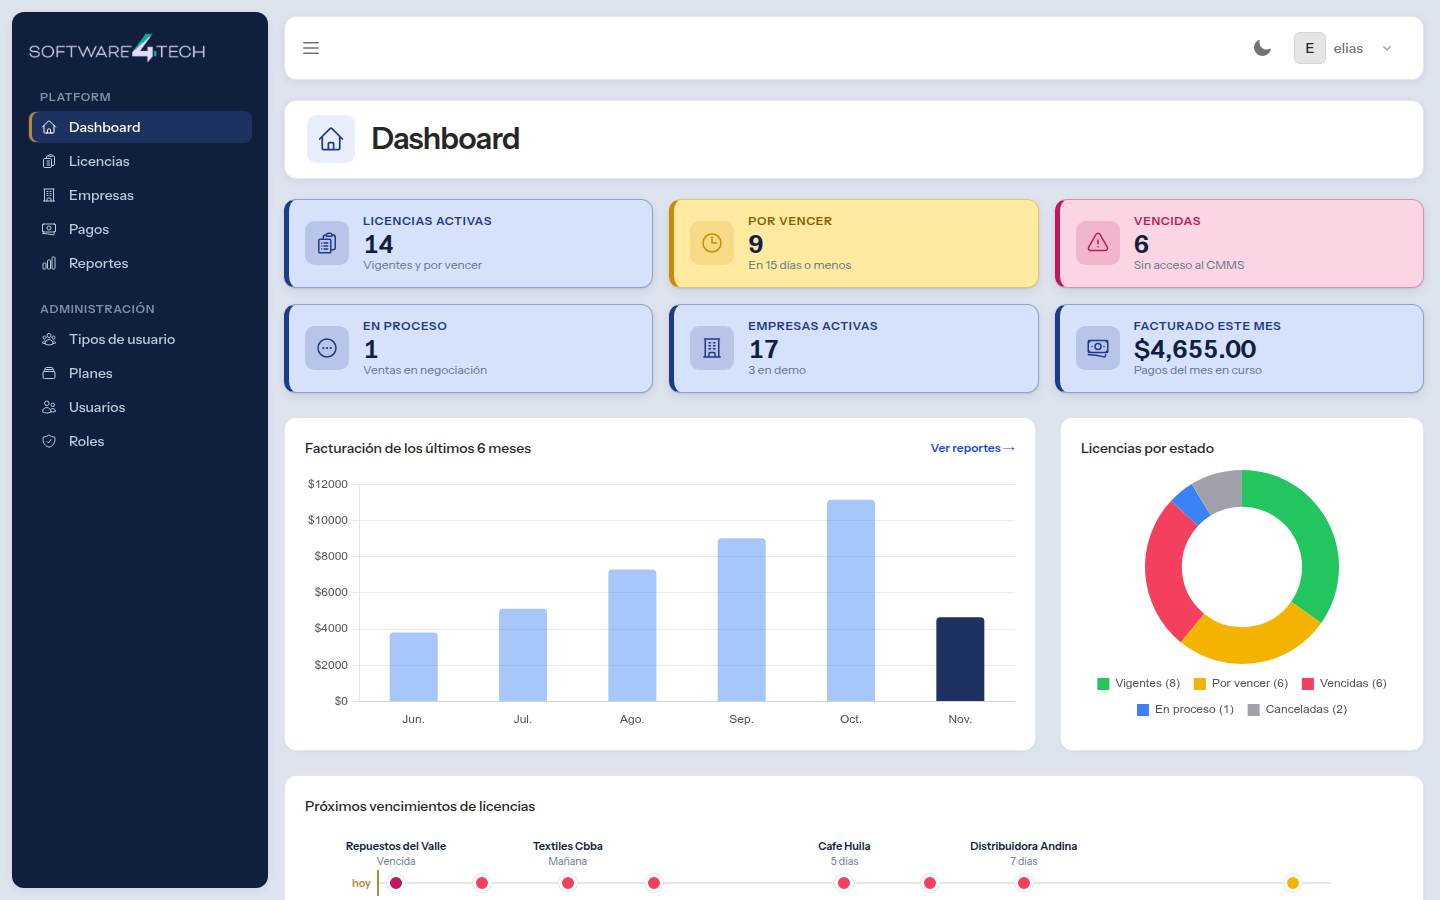 SOFTWARE4TECH
PLATFORM
Dashboard
Licencias
Empresas
Pagos
Reportes
ADMINISTRACIÓN
Tipos de usuario
Planes
Usuarios
Roles
E elias
Dashboard
LICENCIAS ACTIVAS
14
Vigentes y por vencer
POR VENCER
9
En 15 días o menos
VENCIDAS
6
Sin acceso al CMMS
EN PROCESO
1
Ventas en negociación
EMPRESAS ACTIVAS
17
3 en demo
FACTURADO ESTE MES
$4,655.00
Pagos del mes en curso
Facturación de los últimos 6 meses
Ver reportes →
$12000
$10000
$8000
$6000
$4000
$2000
$0
Jun. Jul. Ago. Sep. Oct. Nov.
Licencias por estado
Vigentes (8) Por vencer (6) Vencidas (6)
En proceso (1) Canceladas (2)
Próximos vencimientos de licencias
Repuestos del Valle Textiles Cbba Cafe Huila Distribuidora Andina
Vencida Mañana 5 días 7 días
hoy